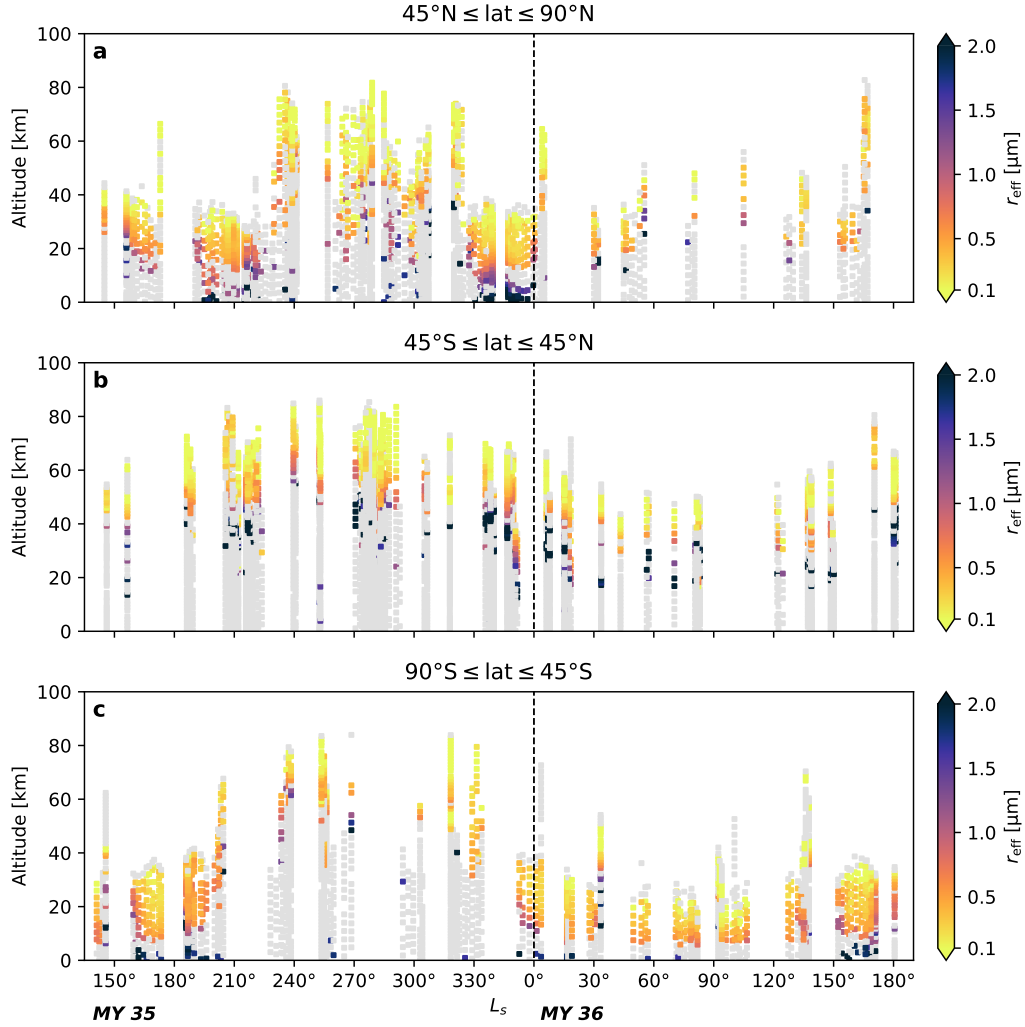 45°N ≤ lat ≤ 90°N
a
100
80
60
40
20
0
Altitude [km]
2.0
1.5
1.0
0.5
0.1
r_eff [μm]
45°S ≤ lat ≤ 45°N
b
100
80
60
40
20
0
Altitude [km]
2.0
1.5
1.0
0.5
0.1
r_eff [μm]
90°S ≤ lat ≤ 45°S
c
100
80
60
40
20
0
Altitude [km]
2.0
1.5
1.0
0.5
0.1
r_eff [μm]
150 180 210 240 270 300 330 0 30 60 90 120 150 180
L_s
MY 35 MY 36